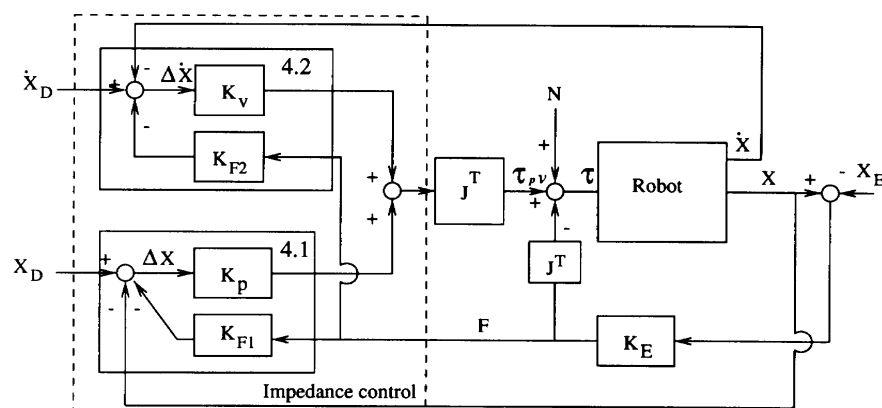 4.2
Ẋ_D
+
-
-
ΔẊ
K_v
K_F2
N
+
Ẋ
+
+
J^T
τ_pv
+
-
τ
Robot
X
+
-
X_E
4.1
X_D
+
-
-
ΔX
K_p
K_F1
J^T
F
K_E
Impedance control